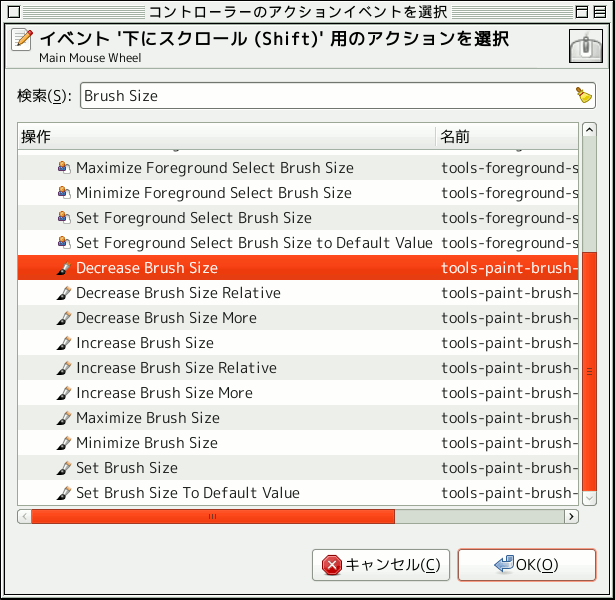 コントローラーのアクションイベントを選択
イベント '下にスクロール (Shift)' 用のアクションを選択
Main Mouse Wheel
検索(S): Brush Size
操作 名前
Maximize Foreground Select Brush Size tools-foreground-s
Minimize Foreground Select Brush Size tools-foreground-s
Set Foreground Select Brush Size tools-foreground-s
Set Foreground Select Brush Size to Default Value tools-foreground-s
Decrease Brush Size tools-paint-brush-
Decrease Brush Size Relative tools-paint-brush-
Decrease Brush Size More tools-paint-brush-
Increase Brush Size tools-paint-brush-
Increase Brush Size Relative tools-paint-brush-
Increase Brush Size More tools-paint-brush-
Maximize Brush Size tools-paint-brush-
Minimize Brush Size tools-paint-brush-
Set Brush Size tools-paint-brush-
Set Brush Size To Default Value tools-paint-brush-
キャンセル(C) OK(O)